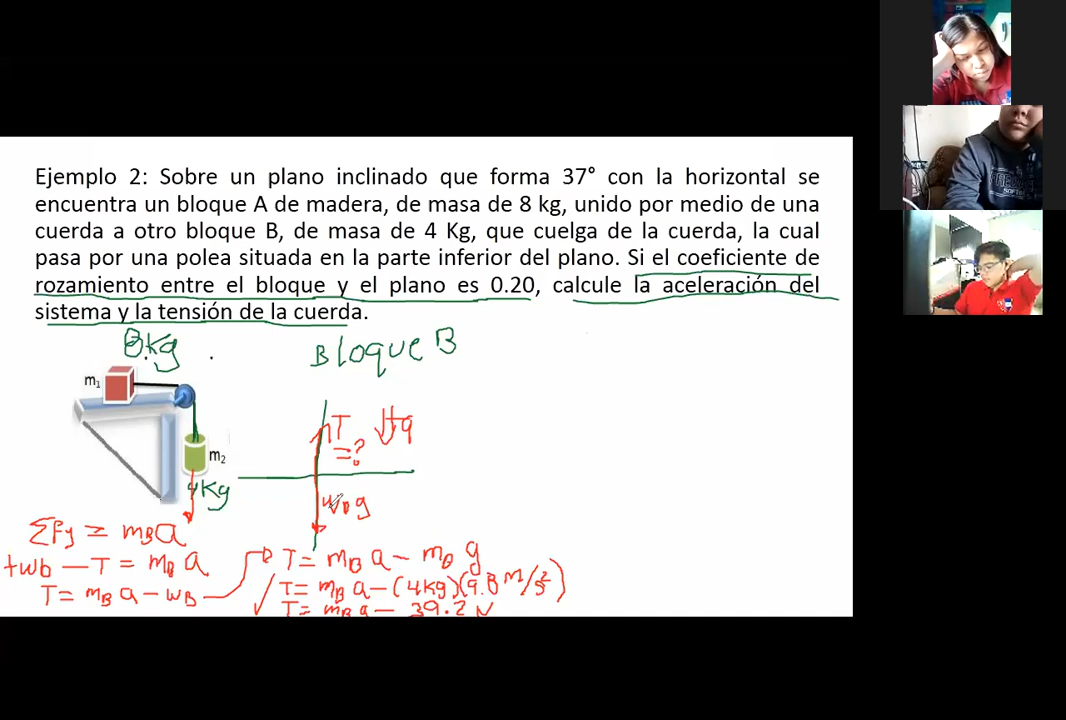 Ejemplo 2: Sobre un plano inclinado que forma 37° con la horizontal se
encuentra un bloque A de madera, de masa de 8 kg, unido por medio de una
cuerda a otro bloque B, de masa de 4 Kg, que cuelga de la cuerda, la cual
pasa por una polea situada en la parte inferior del plano. Si el coeficiente de
rozamiento entre el bloque y el plano es 0.20, calcule la aceleración del
sistema y la tensión de la cuerda.
8kg
Bloque B
m₁
m₂
4Kg
T
=?
↓+a
ΣFy = mBa
+wb — T = mB a
T = mB a — wB
T = mB a — mB g
T = mB a — (4kg)(9.8 M/s²)
T = mB a — 39.2 N